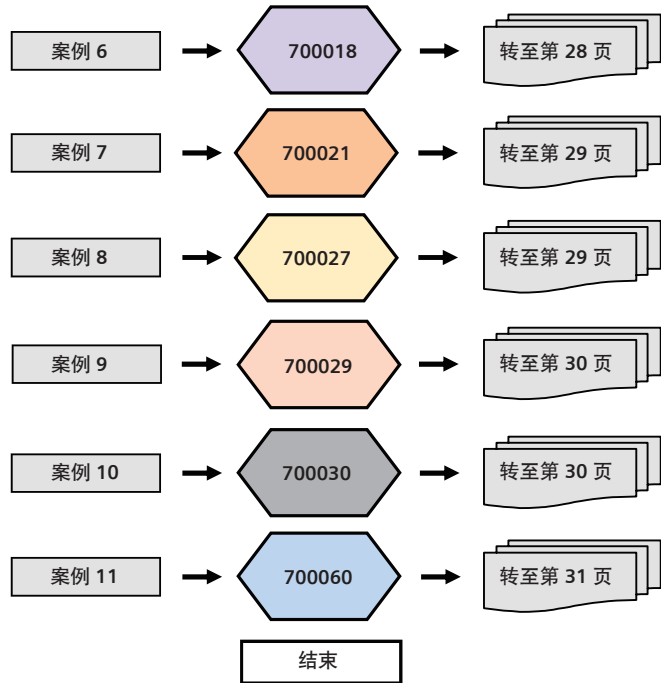 案例 6
700018
转至第 28 页
案例 7
700021
转至第 29 页
案例 8
700027
转至第 29 页
案例 9
700029
转至第 30 页
案例 10
700030
转至第 30 页
案例 11
700060
转至第 31 页
结束